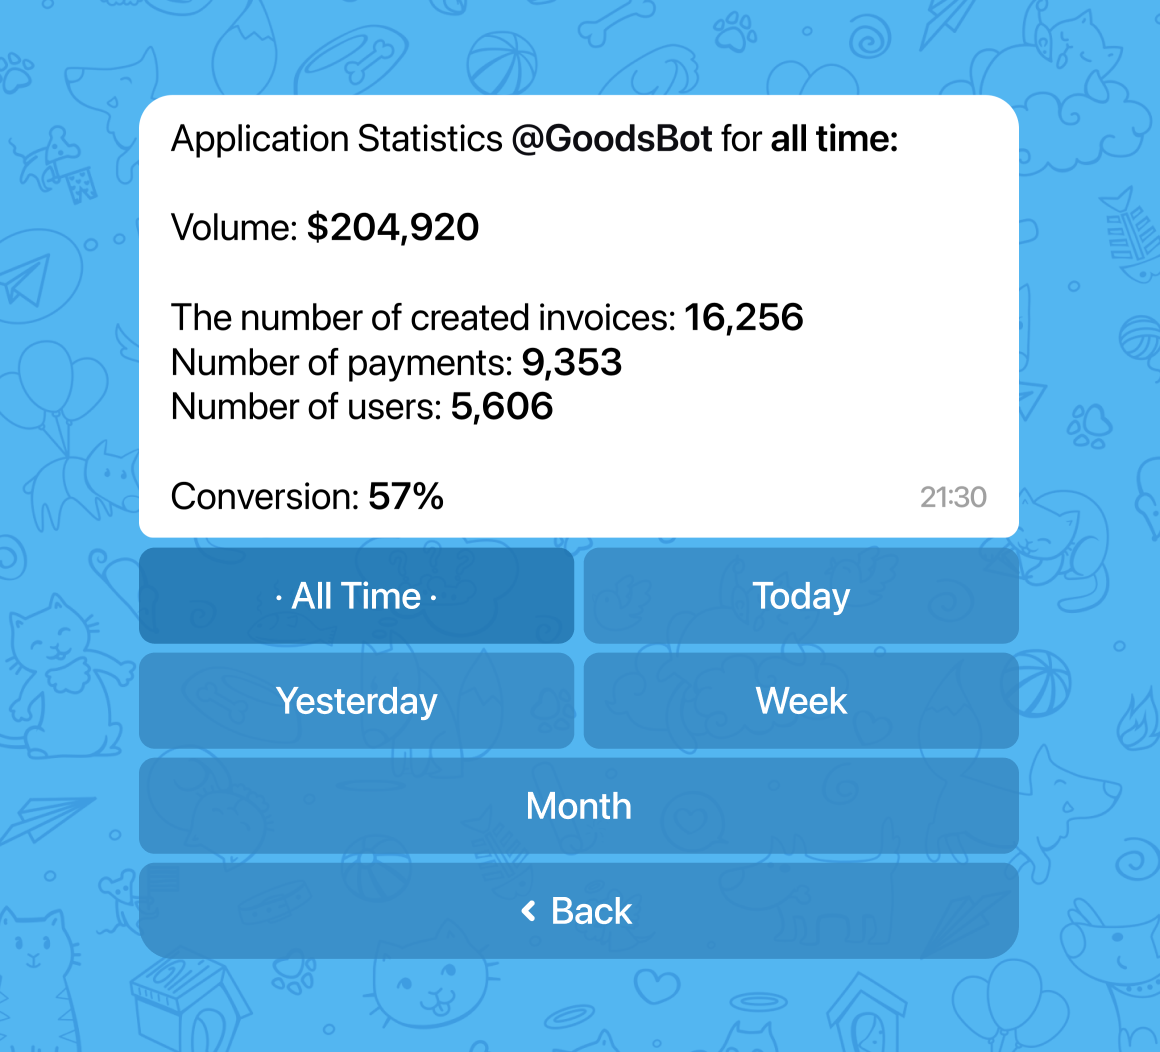 Application Statistics @GoodsBot for all time:
Volume: $204,920
The number of created invoices: 16,256
Number of payments: 9,353
Number of users: 5,606
Conversion: 57%
21:30
· All Time ·
Today
Yesterday
Week
Month
Back